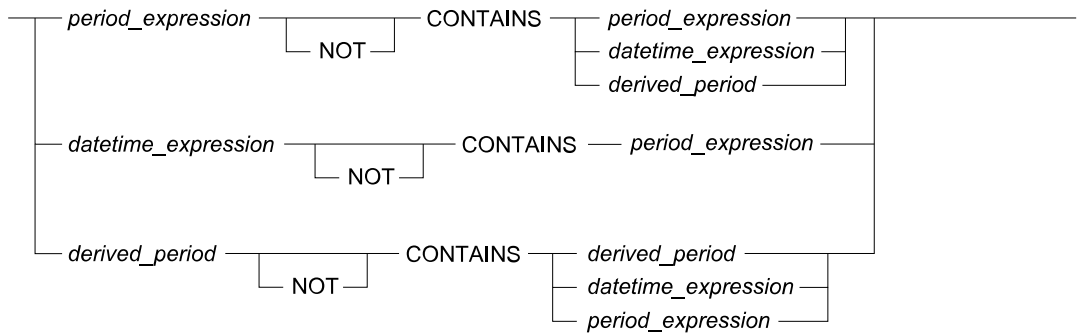 period_expression NOT CONTAINS period_expression
datetime_expression
derived_period
datetime_expression NOT CONTAINS period_expression
derived_period NOT CONTAINS derived_period
datetime_expression
period_expression